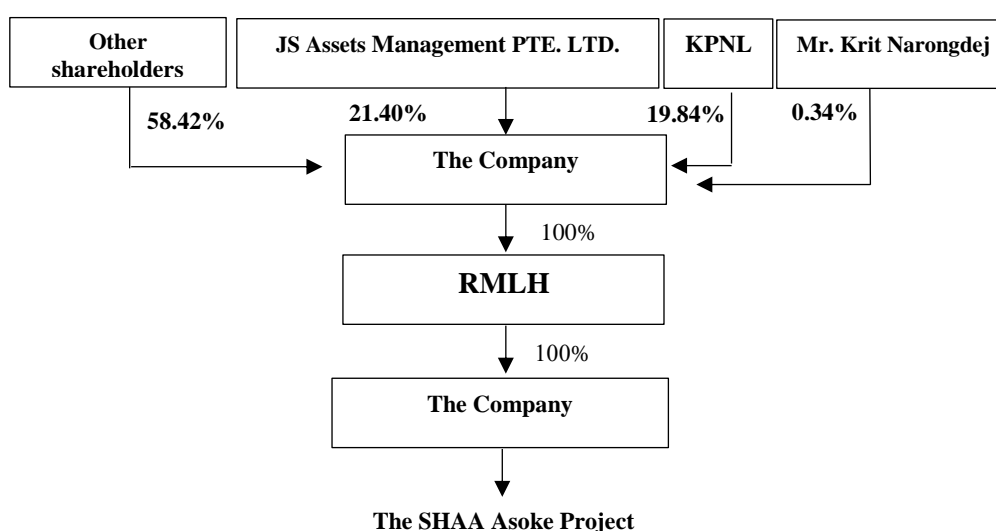 Other
shareholders
JS Assets Management PTE. LTD.
KPNL
Mr. Krit Narongdej
58.42%
21.40%
19.84%
0.34%
The Company
100%
RMLH
100%
The Company
The SHAA Asoke Project